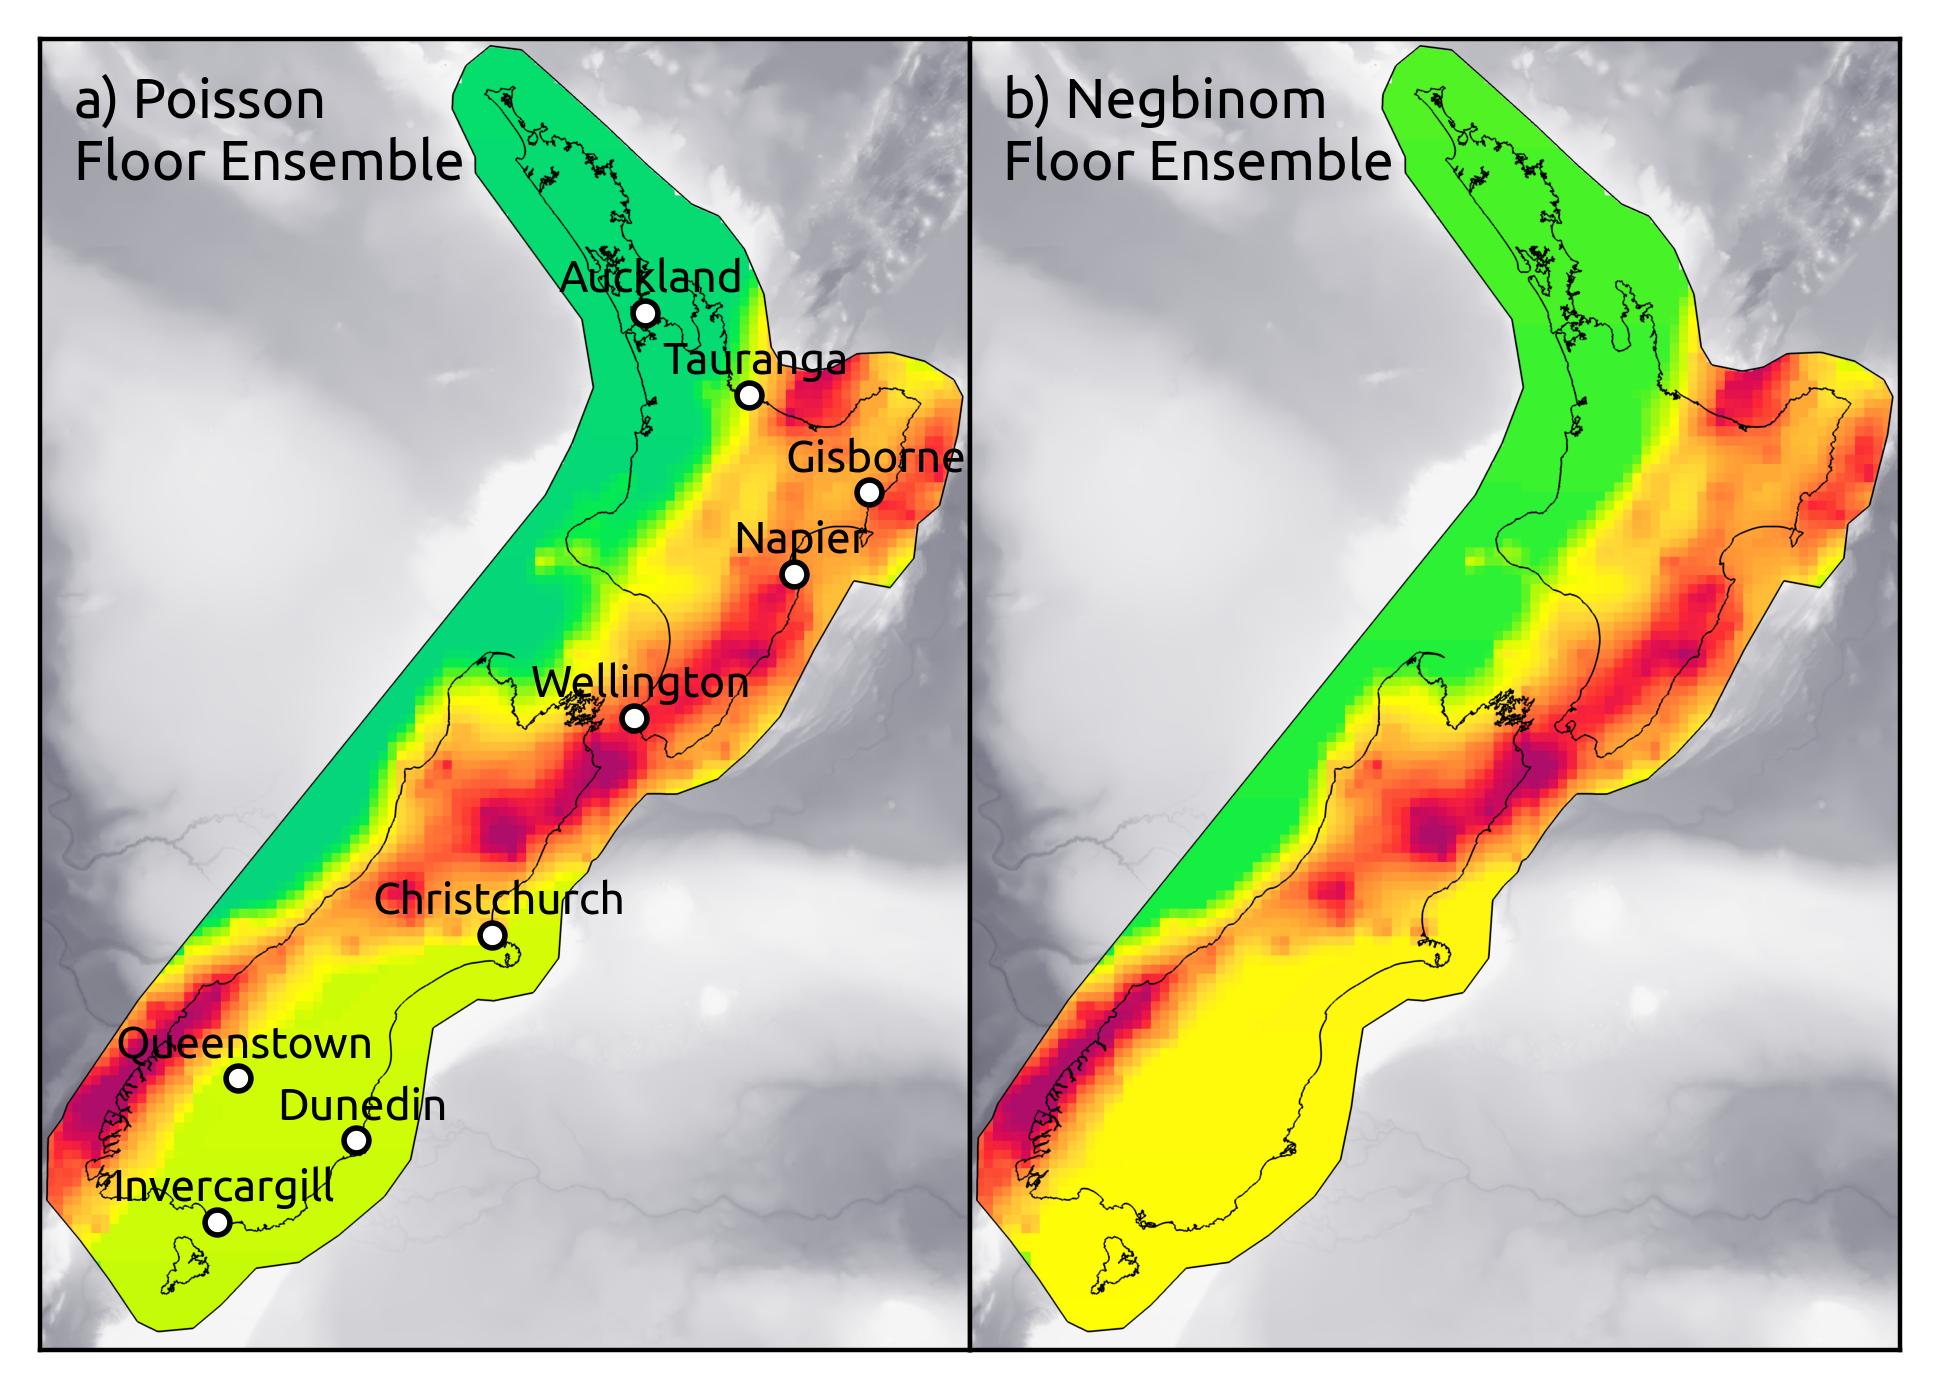 a) Poisson
Floor Ensemble
Auckland
Tauranga
Gisborne
Napier
Wellington
Christchurch
Queenstown
Dunedin
Invercargill
b) Negbinom
Floor Ensemble